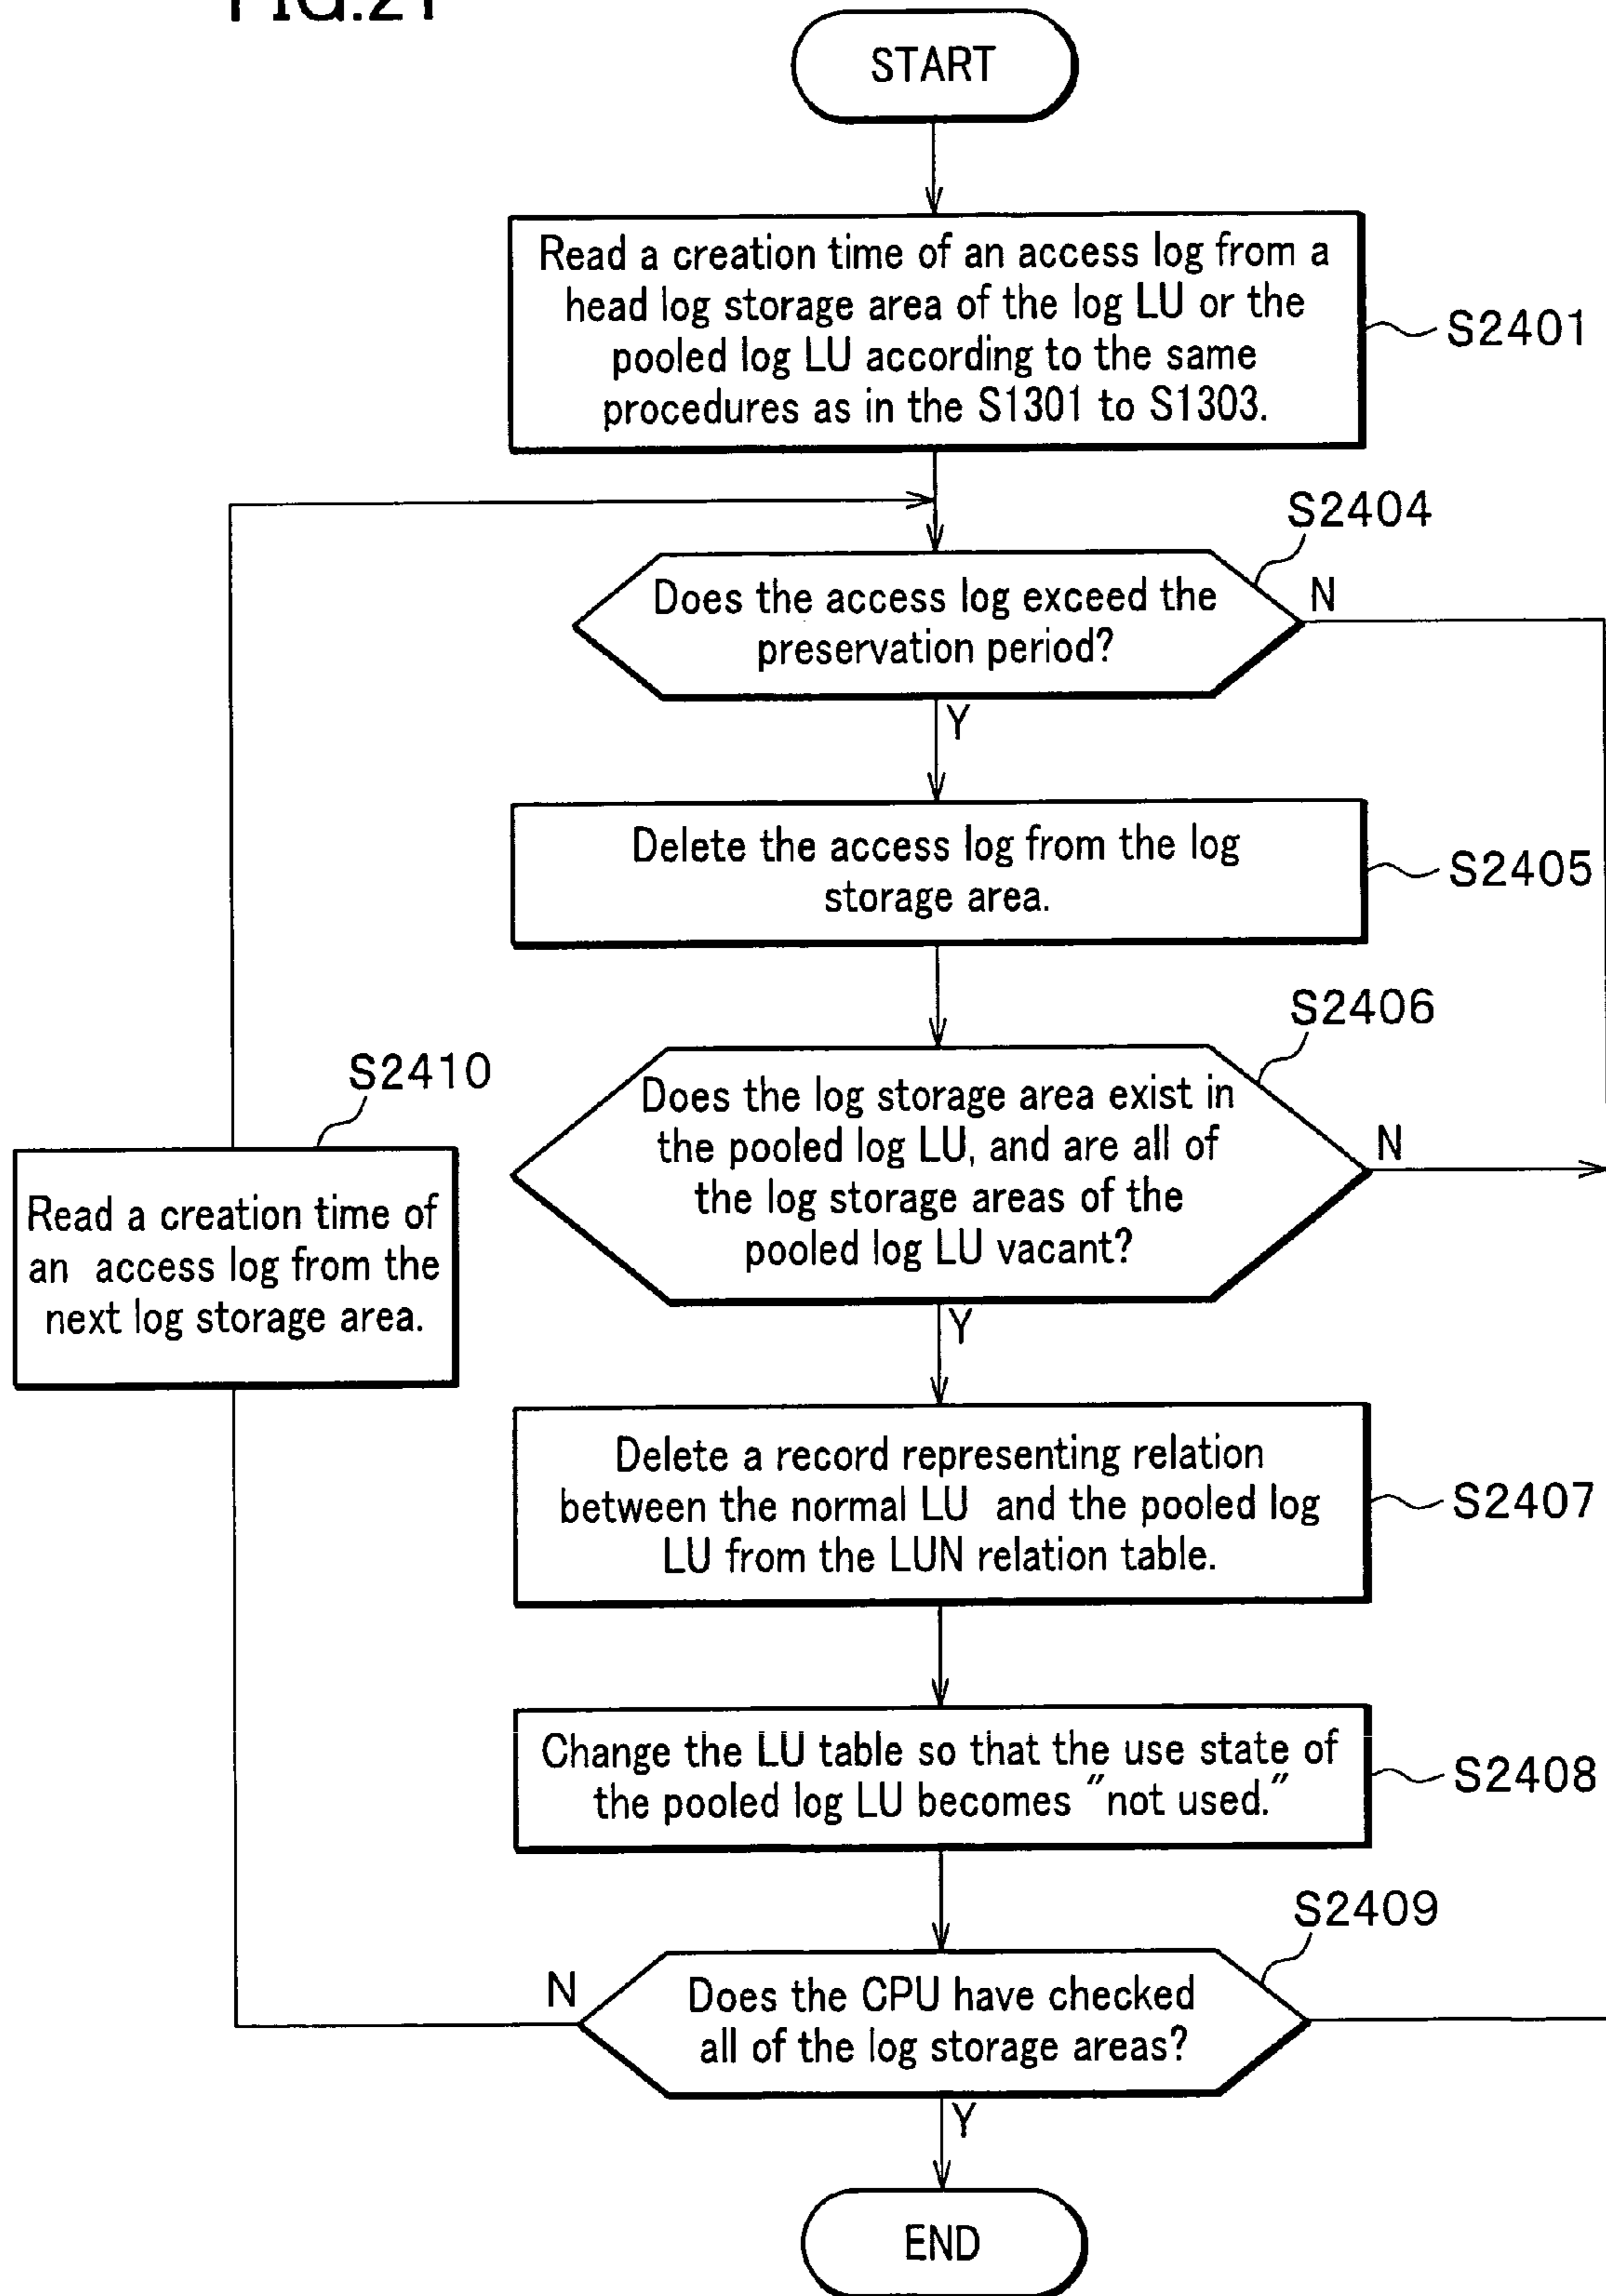 FIG.21
START
Read a creation time of an access log from a
head log storage area of the log LU or the
pooled log LU according to the same
procedures as in the S1301 to S1303.
S2401
S2404
Does the access log exceed the
preservation period?
N
Y
Delete the access log from the log
storage area.
S2405
S2406
Does the log storage area exist in
the pooled log LU, and are all of
the log storage areas of the
pooled log LU vacant?
N
Y
S2410
Read a creation time of
an access log from the
next log storage area.
Delete a record representing relation
between the normal LU and the pooled log
LU from the LUN relation table.
S2407
Change the LU table so that the use state of
the pooled log LU becomes "not used."
S2408
S2409
N
Does the CPU have checked
all of the log storage areas?
Y
END